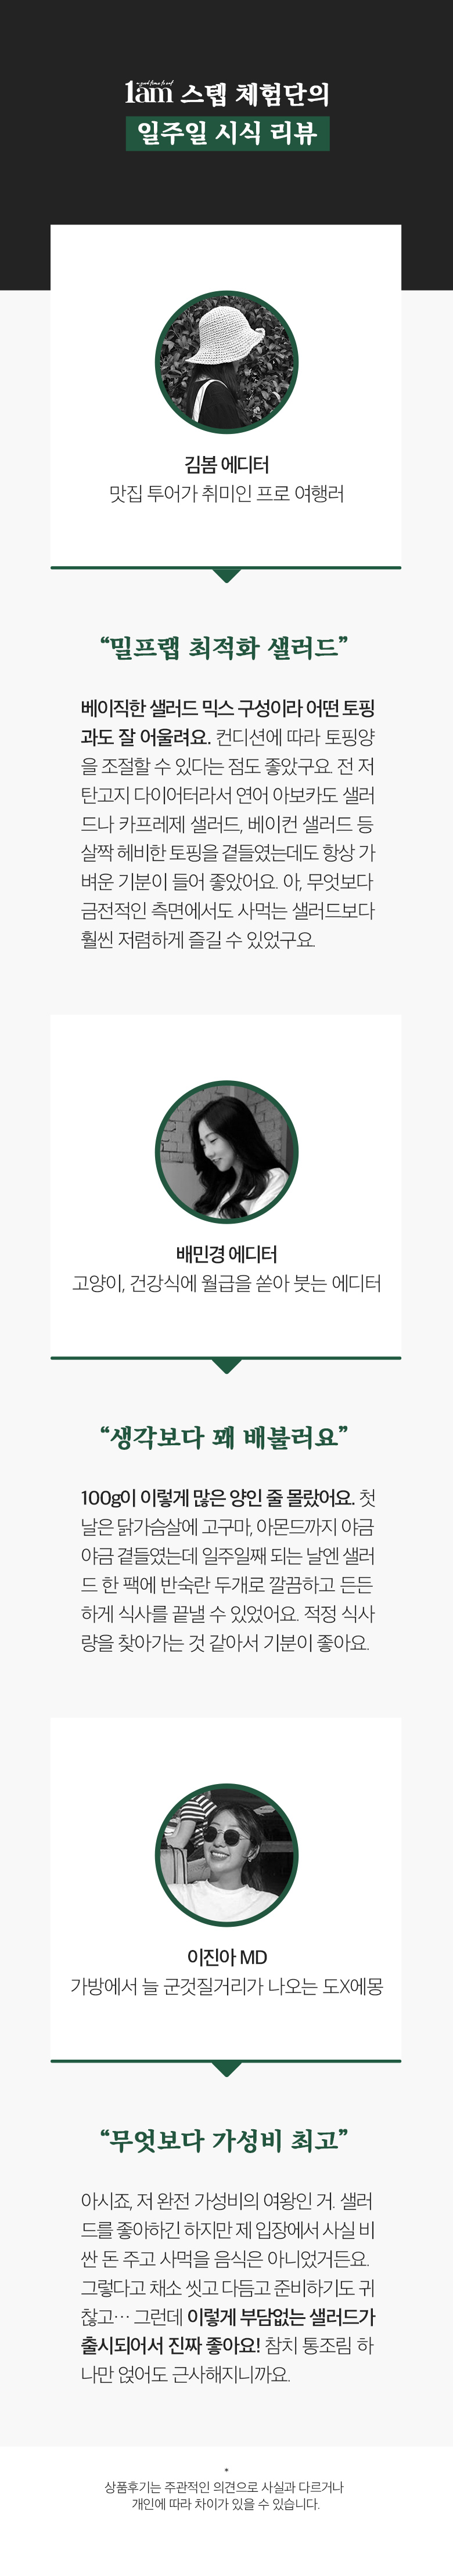 a good time to eat
1am 스텝 체험단의
일주일 시식 리뷰
김봄 에디터
맛집 투어가 취미인 프로 여행러
“밀프랩 최적화 샐러드”
베이직한 샐러드 믹스 구성이라 어떤 토핑
과도 잘 어울려요. 컨디션에 따라 토핑양
을 조절할 수 있다는 점도 좋았구요. 전 저
탄고지 다이어터라서 연어 아보카도 샐러
드나 카프레제 샐러드, 베이컨 샐러드 등
살짝 헤비한 토핑을 곁들였는데도 항상 가
벼운 기분이 들어 좋았어요. 아, 무엇보다
금전적인 측면에서도 사먹는 샐러드보다
훨씬 저렴하게 즐길 수 있었구요.
배민경 에디터
고양이, 건강식에 월급을 쏟아 붓는 에디터
“생각보다 꽤 배불러요”
100g이 이렇게 많은 양인 줄 몰랐어요. 첫
날은 닭가슴살에 고구마, 아몬드까지 야금
야금 곁들였는데 일주일째 되는 날엔 샐러
드 한 팩에 반숙란 두개로 깔끔하고 든든
하게 식사를 끝낼 수 있었어요. 적정 식사
량을 찾아가는 것 같아서 기분이 좋아요.
이진아 MD
가방에서 늘 군것질거리가 나오는 도X에몽
“무엇보다 가성비 최고”
아시죠, 저 완전 가성비의 여왕인 거. 샐러
드를 좋아하긴 하지만 제 입장에서 사실 비
싼 돈 주고 사먹을 음식은 아니었거든요.
그렇다고 채소 씻고 다듬고 준비하기도 귀
찮고… 그런데 이렇게 부담없는 샐러드가
출시되어서 진짜 좋아요! 참치 통조림 하
나만 얹어도 근사해지니까요.
*
상품후기는 주관적인 의견으로 사실과 다르거나
개인에 따라 차이가 있을 수 있습니다.